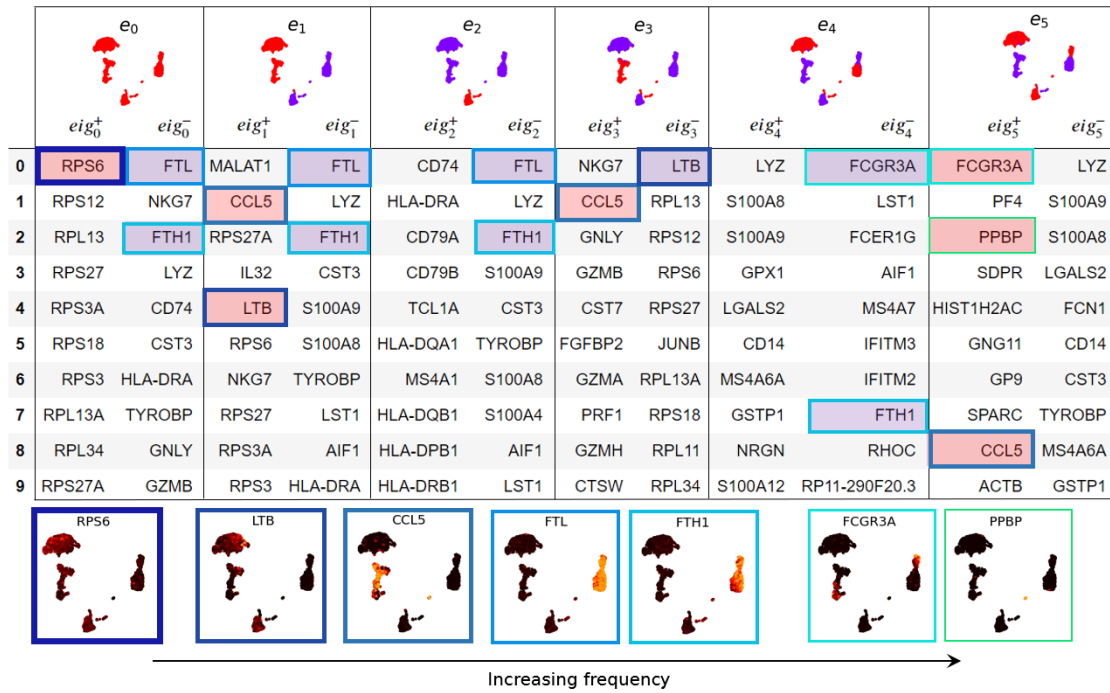 e0 e1 e2 e3 e4 e5
eig0+ eig0− eig1+ eig1− eig2+ eig2− eig3+ eig3− eig4+ eig4− eig5+ eig5−
0 RPS6 FTL MALAT1 FTL CD74 FTL NKG7 LTB LYZ FCGR3A FCGR3A LYZ
1 RPS12 NKG7 CCL5 LYZ HLA-DRA LYZ CCL5 RPL13 S100A8 LST1 PF4 S100A9
2 RPL13 FTH1 RPS27A FTH1 CD79A FTH1 GNLY RPS12 S100A9 FCER1G PPBP S100A8
3 RPS27 LYZ IL32 CST3 CD79B S100A9 GZMB RPS6 GPX1 AIF1 SDPR LGALS2
4 RPS3A CD74 LTB S100A9 TCL1A CST3 CST7 RPS27 LGALS2 MS4A7 HIST1H2AC FCN1
5 RPS18 CST3 RPS6 S100A8 HLA-DQA1 TYROBP FGFBP2 JUNB CD14 IFITM3 GNG11 CD14
6 RPS3 HLA-DRA NKG7 TYROBP MS4A1 S100A8 GZMA RPL13A MS4A6A IFITM2 GP9 CST3
7 RPL13A TYROBP RPS27 LST1 HLA-DQB1 S100A4 PRF1 RPS18 GSTP1 FTH1 SPARC TYROBP
8 RPL34 GNLY RPS3A AIF1 HLA-DPB1 AIF1 GZMH RPL11 NRGN RHOC CCL5 MS4A6A
9 RPS27A GZMB RPS3 HLA-DRA HLA-DRB1 LST1 CTSW RPL34 S100A12 RP11-290F20.3 ACTB GSTP1
RPS6 LTB CCL5 FTL FTH1 FCGR3A PPBP
Increasing frequency